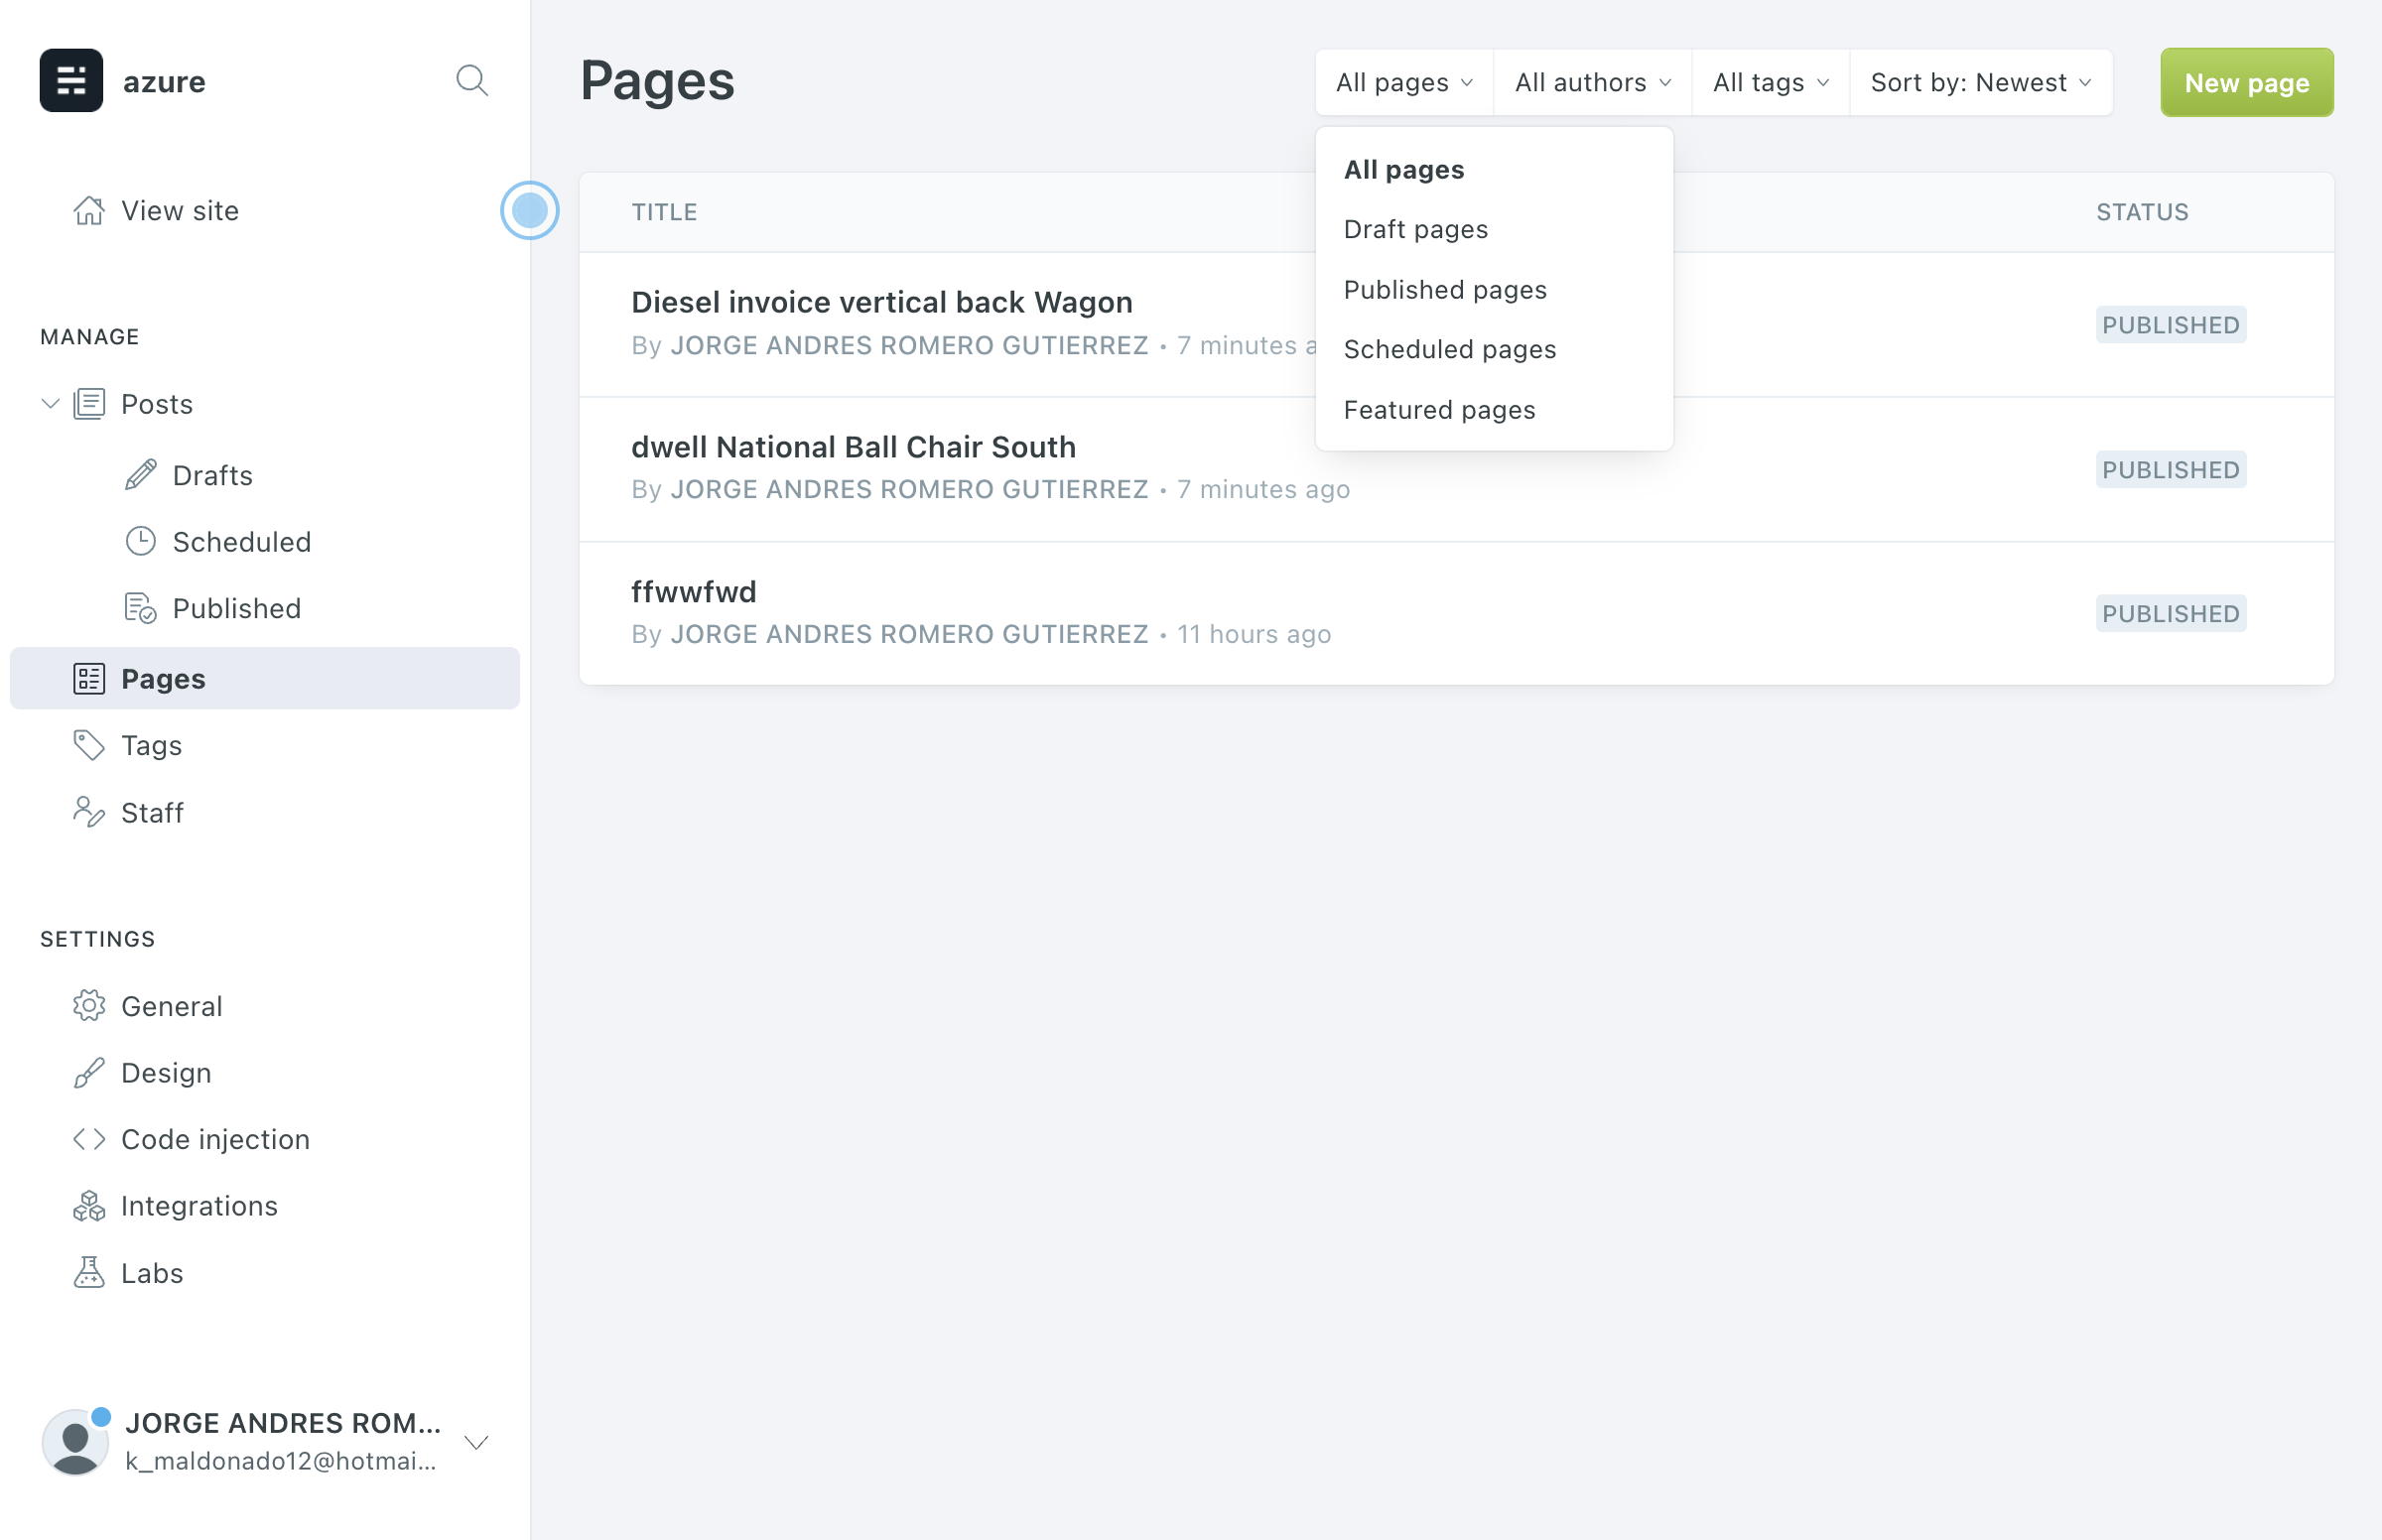 azure
View site
MANAGE
Posts
Drafts
Scheduled
Published
Pages
Tags
Staff
SETTINGS
General
Design
Code injection
Integrations
Labs
JORGE ANDRES ROM...
k_maldonado12@hotmai...
Pages
All pages
All authors
All tags
Sort by: Newest
New page
All pages
Draft pages
Published pages
Scheduled pages
Featured pages
TITLE
STATUS
Diesel invoice vertical back Wagon
By JORGE ANDRES ROMERO GUTIERREZ • 7 minutes a
PUBLISHED
dwell National Ball Chair South
By JORGE ANDRES ROMERO GUTIERREZ • 7 minutes ago
PUBLISHED
ffwwfwd
By JORGE ANDRES ROMERO GUTIERREZ • 11 hours ago
PUBLISHED